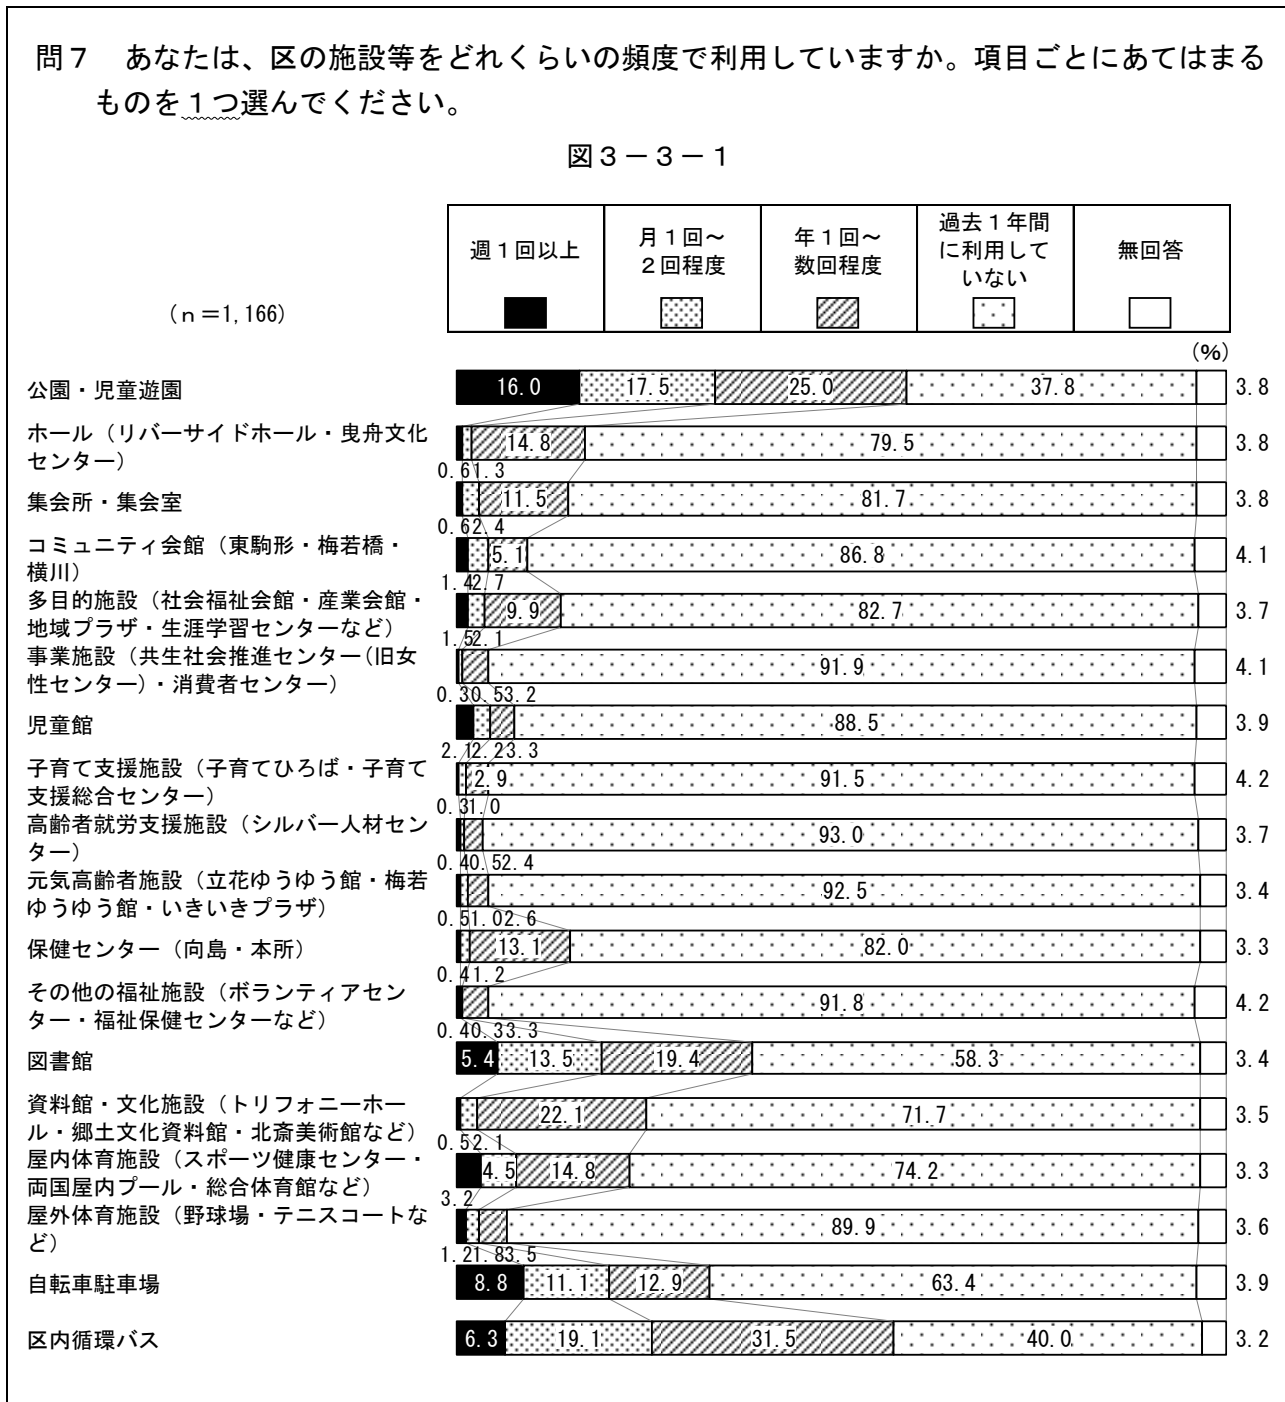 問７　あなたは、区の施設等をどれくらいの頻度で利用していますか。項目ごとにあてはまる
ものを１つ選んでください。
図３－３－１
週１回以上
月１回～
２回程度
年１回～
数回程度
過去１年間
に利用して
いない
無回答
（ｎ＝1,166）
(%)
公園・児童遊園
16.0 17.5 25.0 37.8 3.8
ホール（リバーサイドホール・曳舟文化
センター）
14.8 79.5 3.8
0.6 1.3
集会所・集会室
11.5 81.7 3.8
0.6 2.4
コミュニティ会館（東駒形・梅若橋・
横川）
5.1 86.8 4.1
1.4 2.7
多目的施設（社会福祉会館・産業会館・
地域プラザ・生涯学習センターなど）
9.9 82.7 3.7
1.5 2.1
事業施設（共生社会推進センター(旧女
性センター)・消費者センター）
91.9 4.1
0.3 0.5 3.2
児童館
88.5 3.9
2.1 2.2 3.3
子育て支援施設（子育てひろば・子育て
支援総合センター）
2.9 91.5 4.2
0.3 1.0
高齢者就労支援施設（シルバー人材セン
ター）
93.0 3.7
0.4 0.5 2.4
元気高齢者施設（立花ゆうゆう館・梅若
ゆうゆう館・いきいきプラザ）
92.5 3.4
0.5 1.0 2.6
保健センター（向島・本所）
13.1 82.0 3.3
0.4 1.2
その他の福祉施設（ボランティアセン
ター・福祉保健センターなど）
91.8 4.2
0.4 0.3 3.3
図書館
5.4 13.5 19.4 58.3 3.4
資料館・文化施設（トリフォニーホー
ル・郷土文化資料館・北斎美術館など）
22.1 71.7 3.5
0.5 2.1
屋内体育施設（スポーツ健康センター・
両国屋内プール・総合体育館など）
4.5 14.8 74.2 3.3
3.2
屋外体育施設（野球場・テニスコートな
ど）
89.9 3.6
1.2 1.8 3.5
自転車駐車場
8.8 11.1 12.9 63.4 3.9
区内循環バス
6.3 19.1 31.5 40.0 3.2